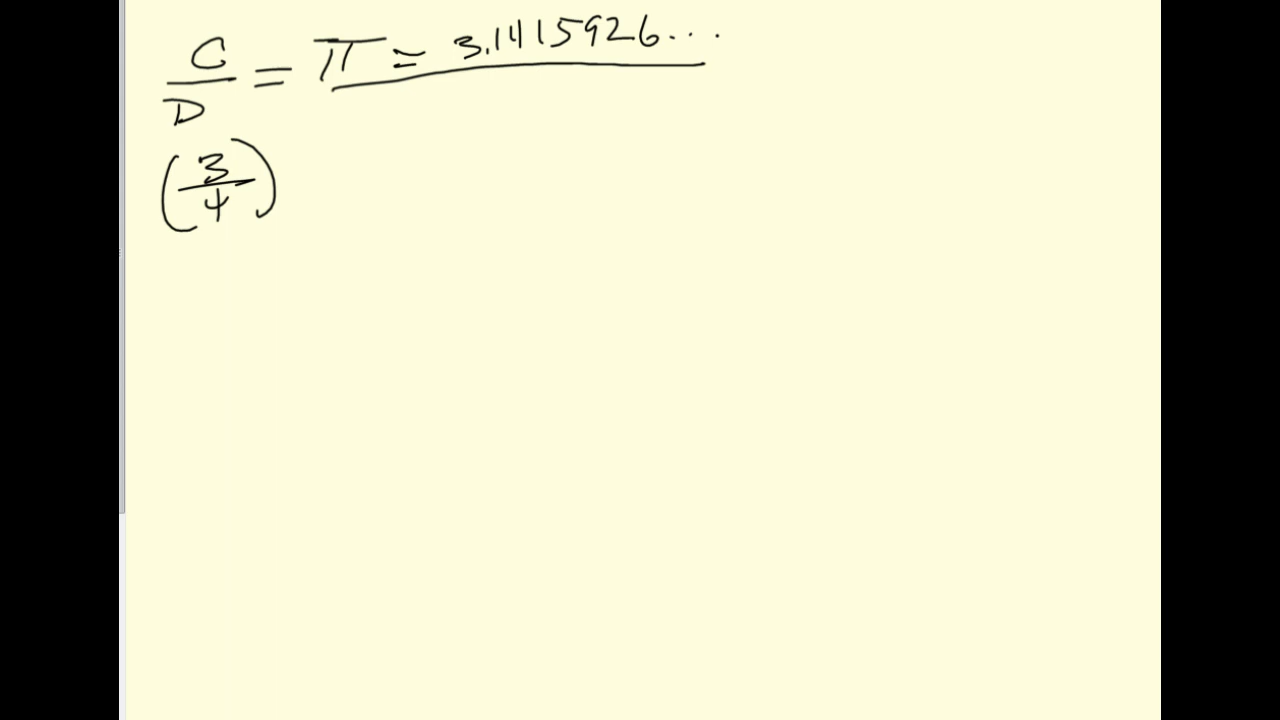 C/D = π = 3.1415926...
(3/4)